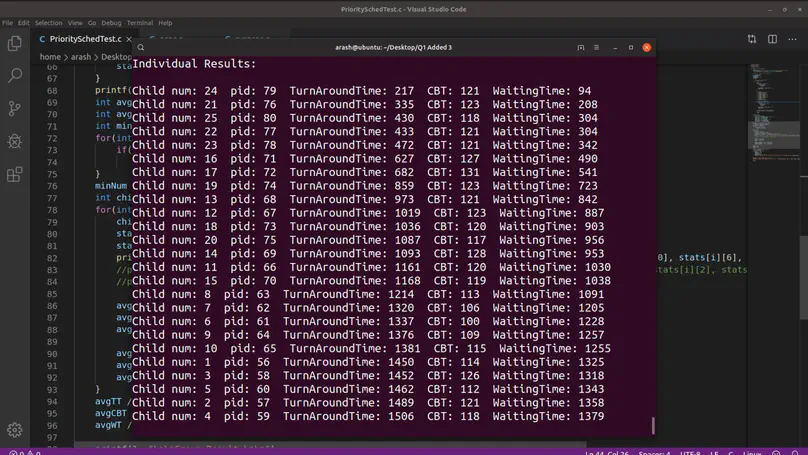 PrioritySchedTest.c - Visual Studio Code
File Edit Selection View Go Debug Terminal Help
PrioritySchedTest.c
home > arash > Desktop
arash@ubuntu: ~/Desktop/Q1 Added 3
Individual Results:
Child num: 24 pid: 79 TurnAroundTime: 217 CBT: 121 WaitingTime: 94
Child num: 21 pid: 76 TurnAroundTime: 335 CBT: 123 WaitingTime: 208
Child num: 25 pid: 80 TurnAroundTime: 430 CBT: 118 WaitingTime: 304
Child num: 22 pid: 77 TurnAroundTime: 433 CBT: 121 WaitingTime: 304
Child num: 23 pid: 78 TurnAroundTime: 472 CBT: 121 WaitingTime: 342
Child num: 16 pid: 71 TurnAroundTime: 627 CBT: 127 WaitingTime: 490
Child num: 17 pid: 72 TurnAroundTime: 682 CBT: 131 WaitingTime: 541
Child num: 19 pid: 74 TurnAroundTime: 859 CBT: 123 WaitingTime: 723
Child num: 13 pid: 68 TurnAroundTime: 973 CBT: 121 WaitingTime: 842
Child num: 12 pid: 67 TurnAroundTime: 1019 CBT: 123 WaitingTime: 887
Child num: 18 pid: 73 TurnAroundTime: 1036 CBT: 120 WaitingTime: 903
Child num: 20 pid: 75 TurnAroundTime: 1087 CBT: 117 WaitingTime: 956
Child num: 14 pid: 69 TurnAroundTime: 1093 CBT: 128 WaitingTime: 953
Child num: 11 pid: 66 TurnAroundTime: 1161 CBT: 120 WaitingTime: 1030
Child num: 15 pid: 70 TurnAroundTime: 1168 CBT: 119 WaitingTime: 1038
Child num: 8 pid: 63 TurnAroundTime: 1214 CBT: 113 WaitingTime: 1091
Child num: 7 pid: 62 TurnAroundTime: 1320 CBT: 106 WaitingTime: 1205
Child num: 6 pid: 61 TurnAroundTime: 1337 CBT: 100 WaitingTime: 1228
Child num: 9 pid: 64 TurnAroundTime: 1376 CBT: 109 WaitingTime: 1257
Child num: 10 pid: 65 TurnAroundTime: 1381 CBT: 115 WaitingTime: 1255
Child num: 1 pid: 56 TurnAroundTime: 1450 CBT: 114 WaitingTime: 1325
Child num: 3 pid: 58 TurnAroundTime: 1452 CBT: 126 WaitingTime: 1318
Child num: 5 pid: 60 TurnAroundTime: 1462 CBT: 112 WaitingTime: 1343
Child num: 2 pid: 57 TurnAroundTime: 1489 CBT: 121 WaitingTime: 1358
Child num: 4 pid: 59 TurnAroundTime: 1506 CBT: 118 WaitingTime: 1379
66 sta
67 }
68 printf(
69 int avg
70 int avg
71 int min
72 for(int
73 if(
74
75 }
76 minNum
77 int chi
78 for(int
79 chi
80 sta
81 sta
82 pri 0], stats[i][6],
83 //p stats[i][2], stats
84 //p
85
86 avg
87 avg
88 avg
89
90 avg
91 avg
92 avg
93 }
94 avgTT /
95 avgCBT
96 avgWT /
97
Ln 44, Col 26 Spaces: 4 UTF-8 LF C Linux